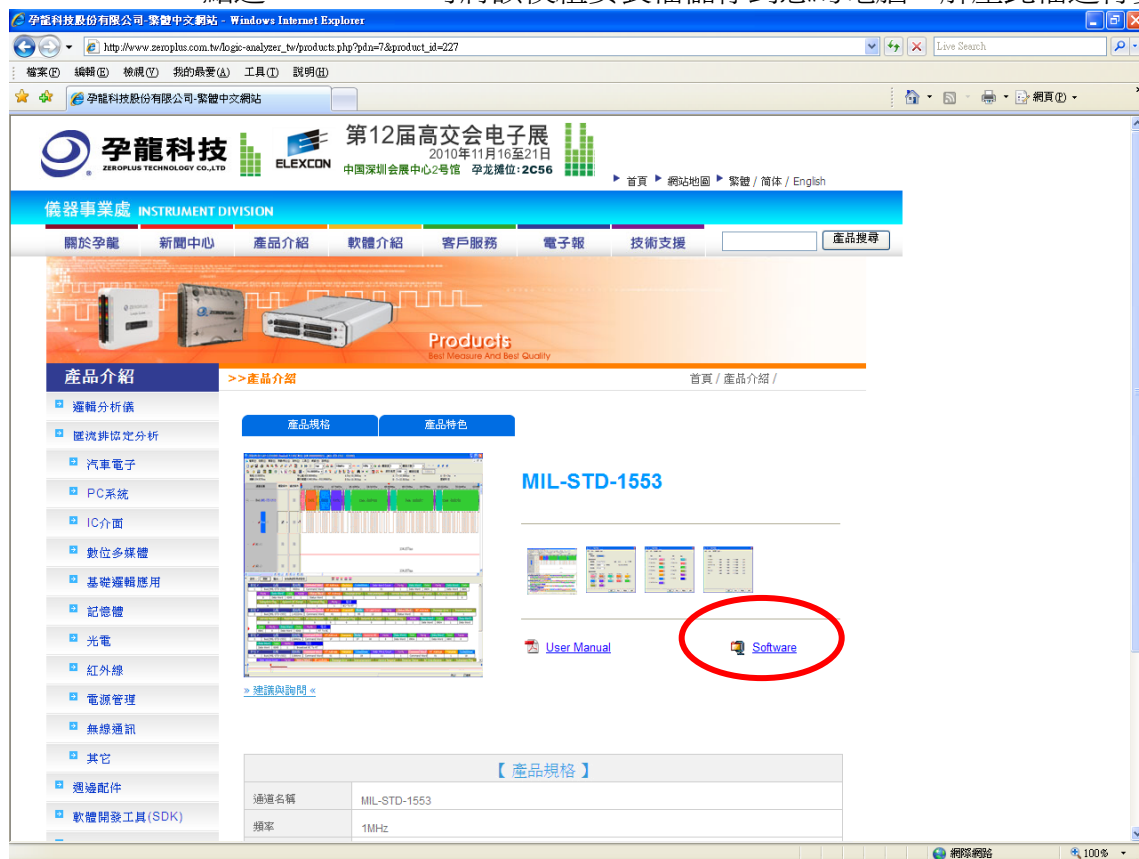 孕龍科技股份有限公司-繁體中文網站 - Windows Internet Explorer
http://www.zeroplus.com.tw/logic-analyzer_tw/products.php?pdn=7&product_id=227
Live Search
檔案(F) 編輯(E) 檢視(V) 我的最愛(A) 工具(T) 說明(H)
孕龍科技股份有限公司-繁體中文網站
網頁(P)
孕龍科技
ZEROPLUS TECHNOLOGY CO.,LTD
ELEXCON
第12届高交会电子展
2010年11月16至21日
中国深圳会展中心2号馆 孕龙摊位:2C56
首頁 網站地圖 繁體 / 简体 / English
儀器事業處 INSTRUMENT DIVISION
關於孕龍 新聞中心 產品介紹 軟體介紹 客戶服務 電子報 技術支援 產品搜尋
Products
Best Measure And Best Quality
產品介紹
>>產品介紹
首頁 / 產品介紹 /
邏輯分析儀
匯流排協定分析
汽車電子
PC系統
IC介面
數位多媒體
基礎邏輯應用
記憶體
光電
紅外線
電源管理
無線通訊
其它
週邊配件
軟體開發工具(SDK)
產品規格 產品特色
MIL-STD-1553
User Manual
Software
» 建議與詢問 «
【 產品規格 】
通道名稱 MIL-STD-1553
頻率 1MHz
網際網路
100%